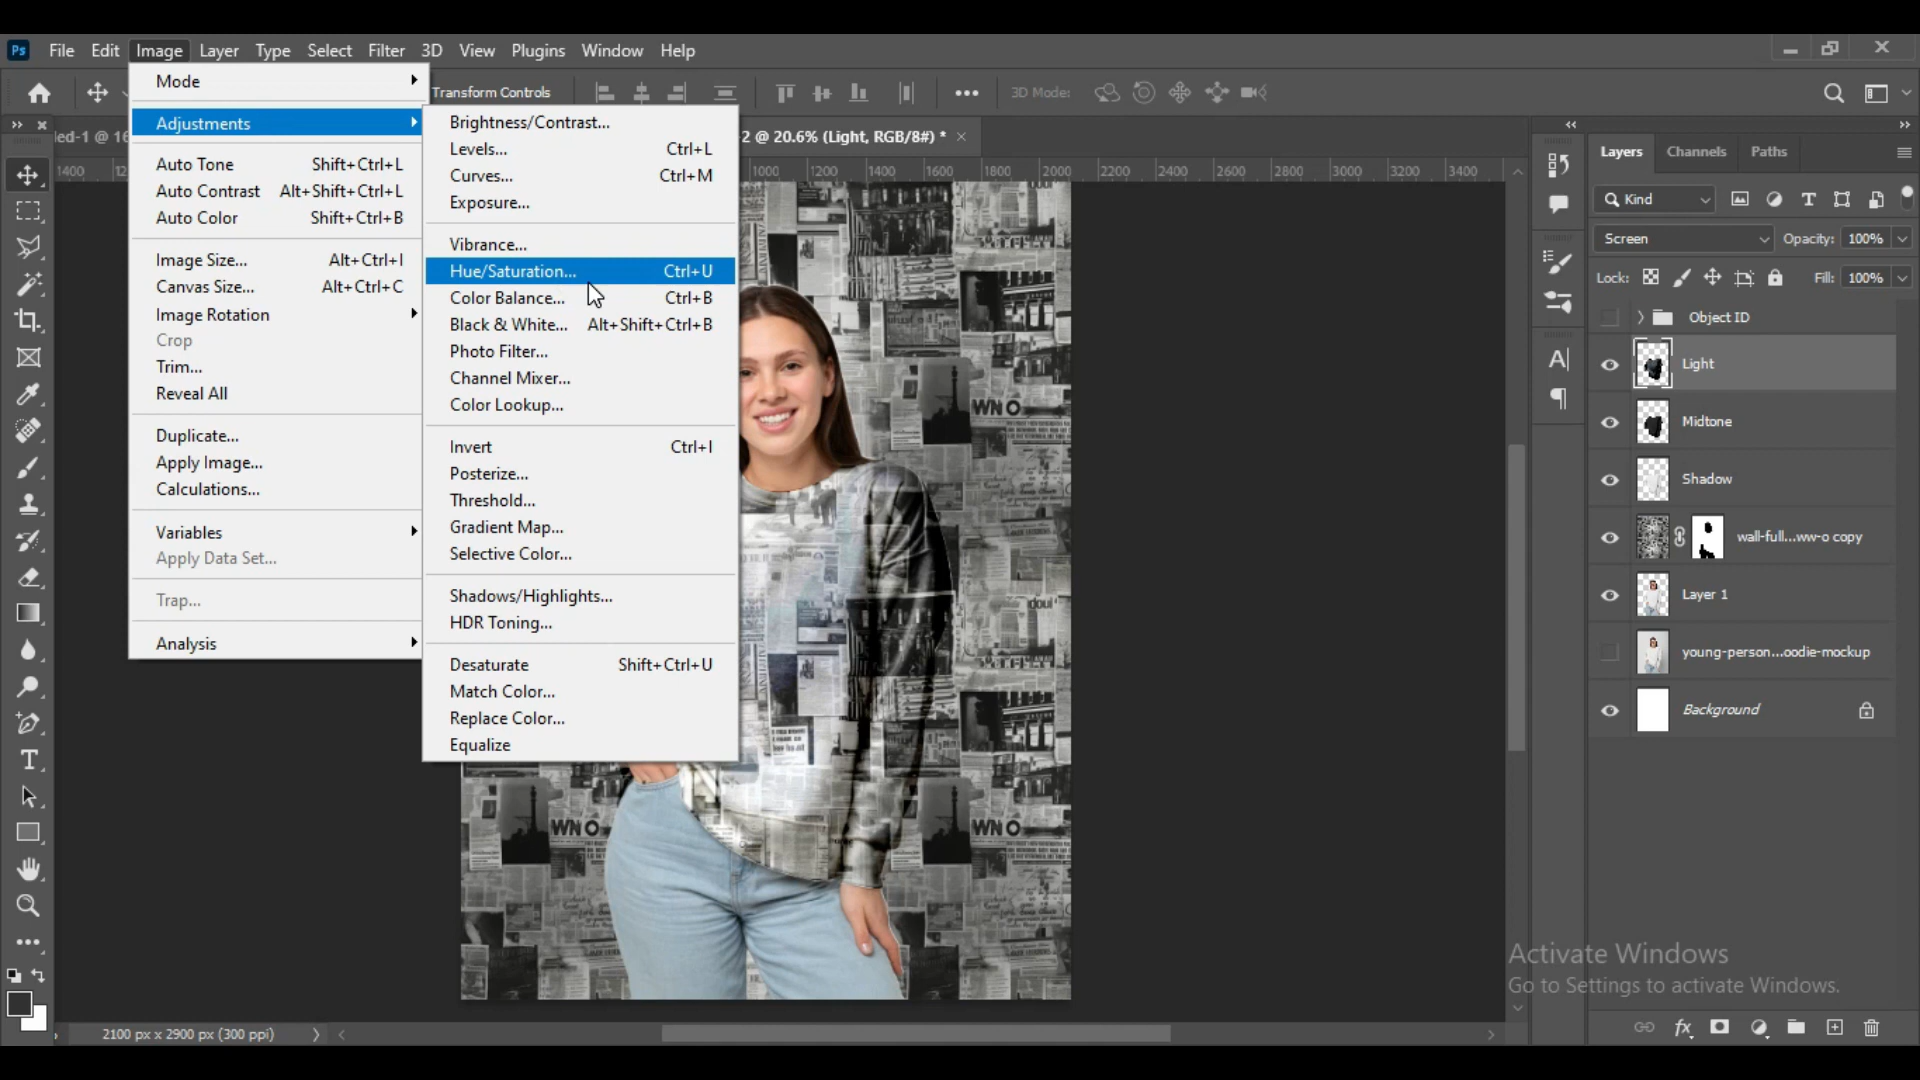 Ps File Edit Image Layer Type Select Filter 3D View Plugins Window Help
Transform Controls
3D Mode:
2 @ 20.6% (Light, RGB/8#) *
1400
1000 1200 1400 1600 1800 2000 2200 2400 2600 2800 3000 3200 3400
Mode
Adjustments
Auto Tone Shift+Ctrl+L
Auto Contrast Alt+Shift+Ctrl+L
Auto Color Shift+Ctrl+B
Image Size... Alt+Ctrl+I
Canvas Size... Alt+Ctrl+C
Image Rotation
Crop
Trim...
Reveal All
Duplicate...
Apply Image...
Calculations...
Variables
Apply Data Set...
Trap...
Analysis
Brightness/Contrast...
Levels... Ctrl+L
Curves... Ctrl+M
Exposure...
Vibrance...
Hue/Saturation... Ctrl+U
Color Balance... Ctrl+B
Black & White... Alt+Shift+Ctrl+B
Photo Filter...
Channel Mixer...
Color Lookup...
Invert Ctrl+I
Posterize...
Threshold...
Gradient Map...
Selective Color...
Shadows/Highlights...
HDR Toning...
Desaturate Shift+Ctrl+U
Match Color...
Replace Color...
Equalize
WN O
WN O
WN O
Layers Channels Paths
Kind
Screen Opacity: 100%
Lock: Fill: 100%
Object ID
Light
Midtone
Shadow
wall-full...ww-o copy
Layer 1
young-person...oodie-mockup
Background
Activate Windows
Go to Settings to activate Windows.
2100 px x 2900 px (300 ppi)